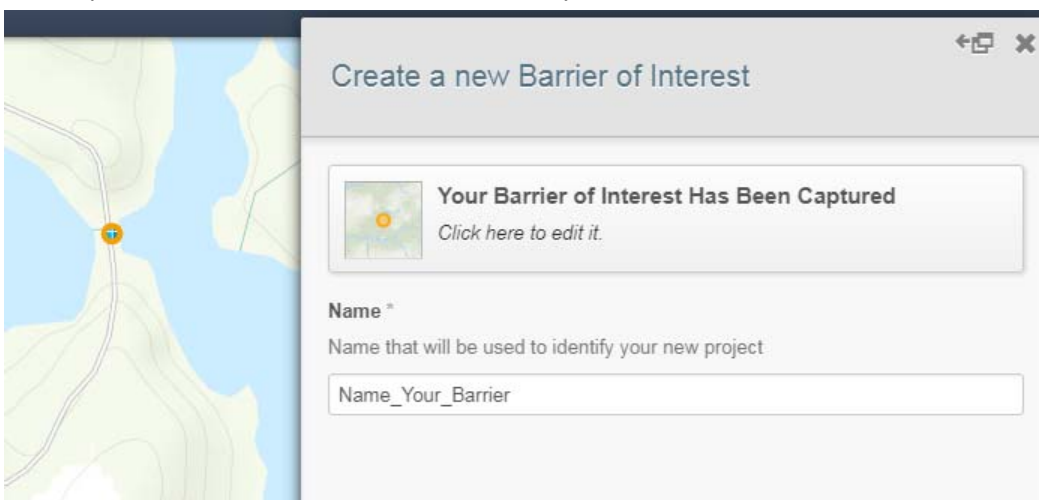 Create a new Barrier of Interest
Your Barrier of Interest Has Been Captured
Click here to edit it.
Name *
Name that will be used to identify your new project
Name_Your_Barrier